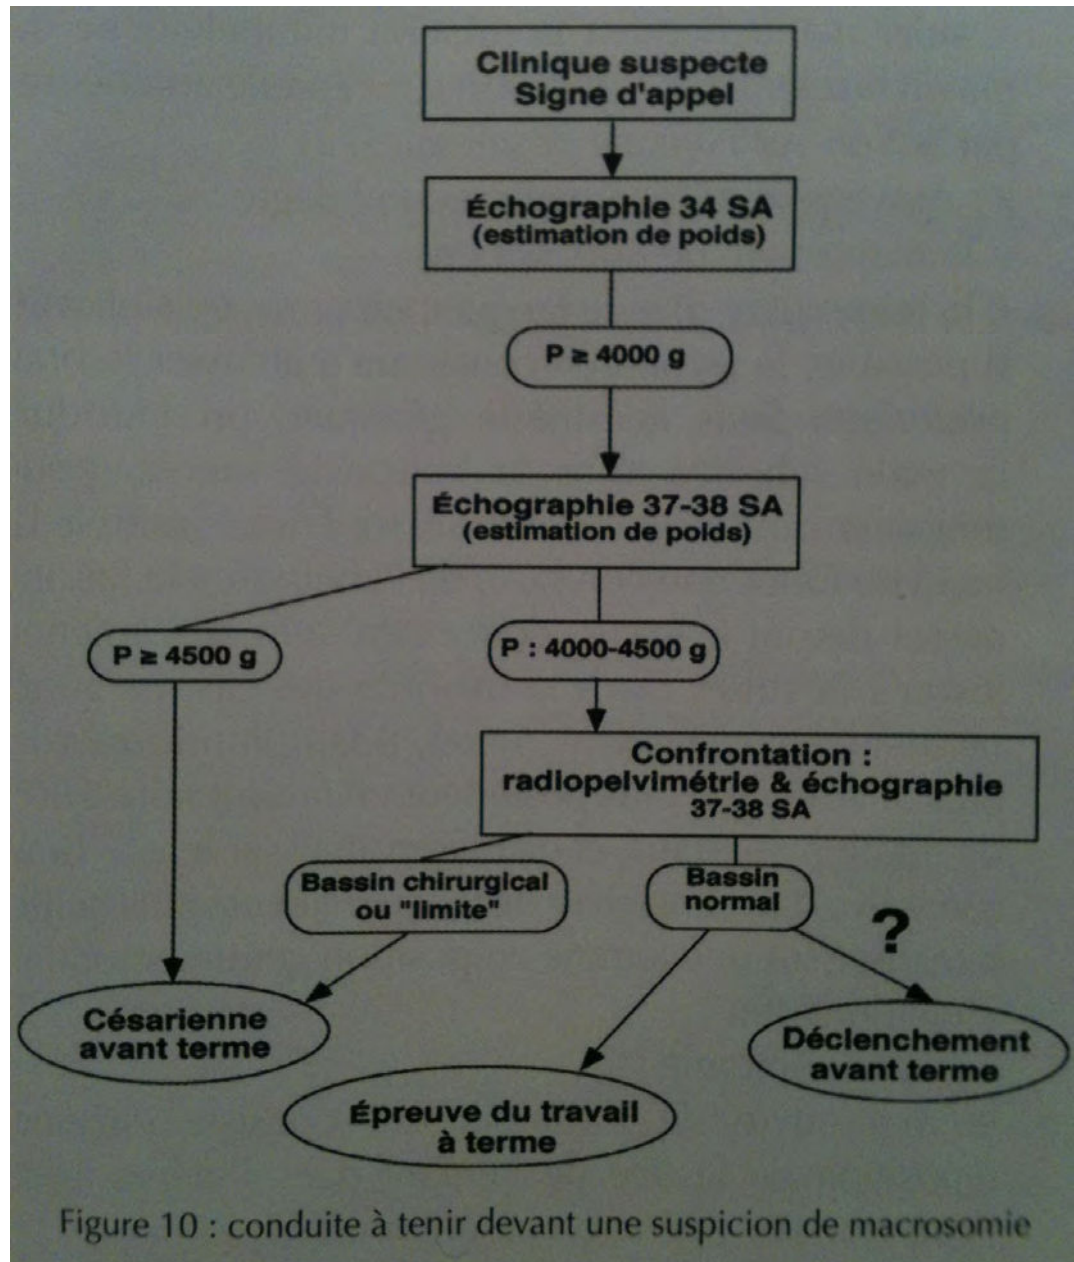 Clinique suspecte
Signe d'appel
Échographie 34 SA
(estimation de poids)
P ≥ 4000 g
Échographie 37-38 SA
(estimation de poids)
P ≥ 4500 g
P : 4000-4500 g
Confrontation :
radiopelvimétrie & échographie
37-38 SA
Bassin chirurgical
ou "limite"
Bassin
normal
?
Césarienne
avant terme
Déclenchement
avant terme
Épreuve du travail
à terme
Figure 10 : conduite à tenir devant une suspicion de macrosomie